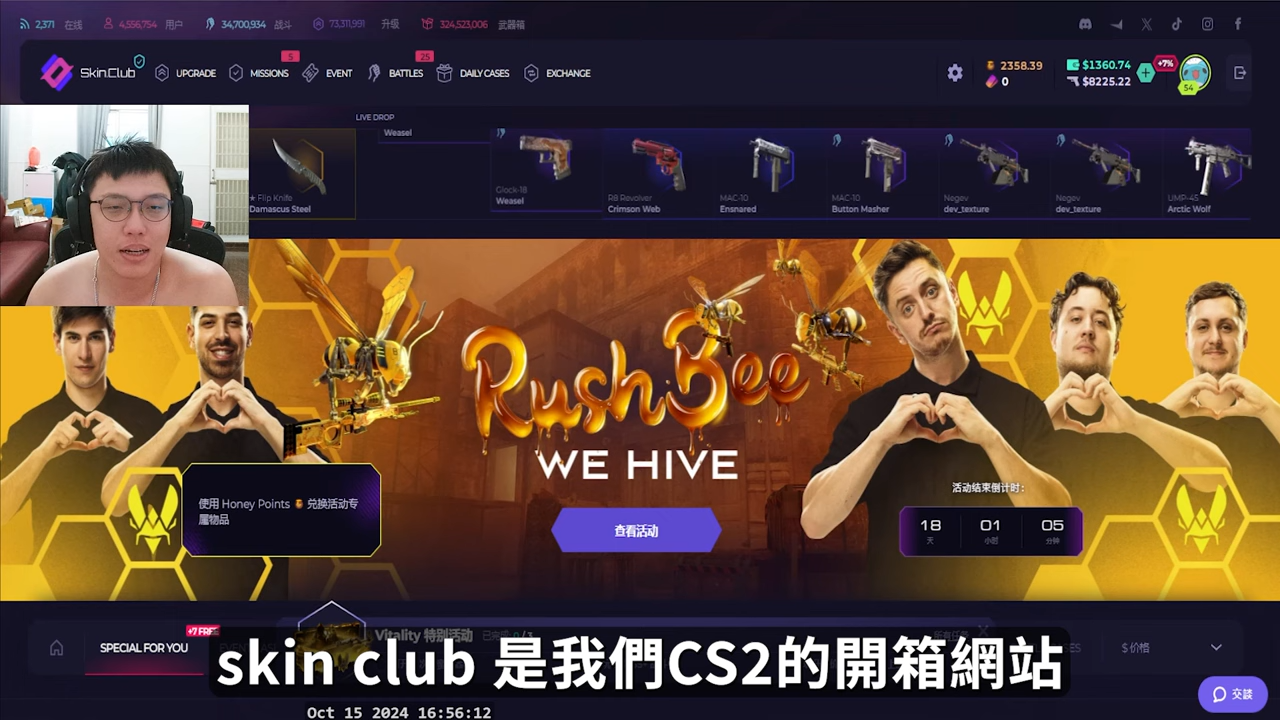 2,371 在线 4,556,754 用户 34,700,934 战斗 73,311,991 升级 324,523,006 武器箱
5 25
Skin.Club UPGRADE MISSIONS EVENT BATTLES DAILY CASES EXCHANGE
2358.39 $1360.74 +7%
0 $8225.22 54
LIVE DROP
Weasel
★ Flip Knife Glock-18 R8 Revolver MAC-10 MAC-10 Negev Negev UMP-45
Damascus Steel Weasel Crimson Web Ensnared Button Masher dev_texture dev_texture Arctic Wolf
RushBee
WE HIVE
使用 Honey Points 兑换活动专
属物品
查看活动
活动结束倒计时：
18 01 05
天 小时 分钟
+7 FREE
SPECIAL FOR YOU
Vitality 特别活动
$ 价格
skin club 是我們CS2的開箱網站
交談
Oct 15 2024 16:56:12